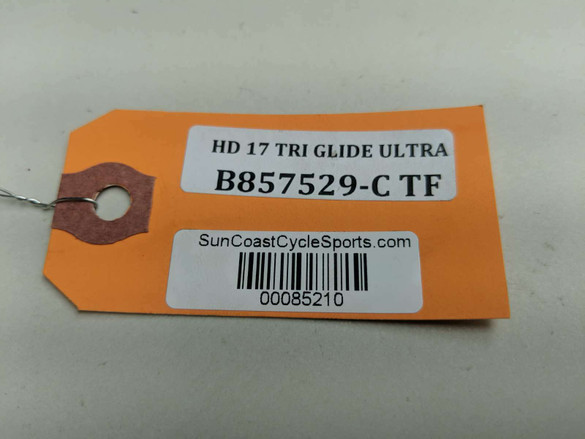 HD 17 TRI GLIDE ULTRA
B857529-C TF
SunCoastCycleSports.com
00085210